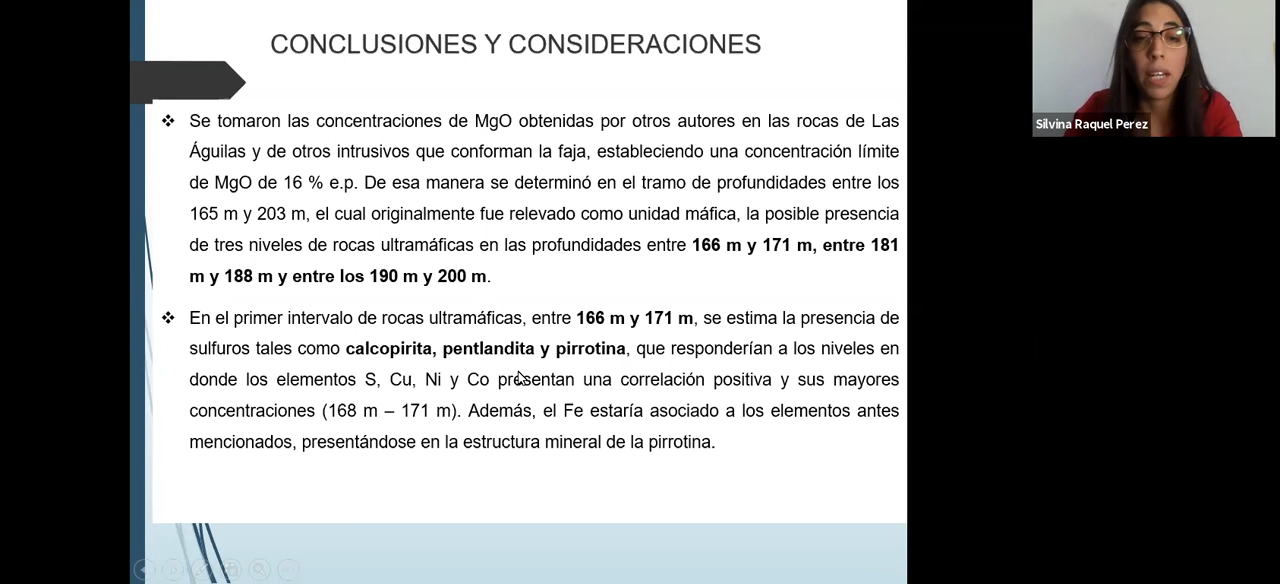 CONCLUSIONES Y CONSIDERACIONES
❖ Se tomaron las concentraciones de MgO obtenidas por otros autores en las rocas de Las
Águilas y de otros intrusivos que conforman la faja, estableciendo una concentración límite
de MgO de 16 % e.p. De esa manera se determinó en el tramo de profundidades entre los
165 m y 203 m, el cual originalmente fue relevado como unidad máfica, la posible presencia
de tres niveles de rocas ultramáficas en las profundidades entre 166 m y 171 m, entre 181
m y 188 m y entre los 190 m y 200 m.
❖ En el primer intervalo de rocas ultramáficas, entre 166 m y 171 m, se estima la presencia de
sulfuros tales como calcopirita, pentlandita y pirrotina, que responderían a los niveles en
donde los elementos S, Cu, Ni y Co presentan una correlación positiva y sus mayores
concentraciones (168 m – 171 m). Además, el Fe estaría asociado a los elementos antes
mencionados, presentándose en la estructura mineral de la pirrotina.
Silvina Raquel Perez